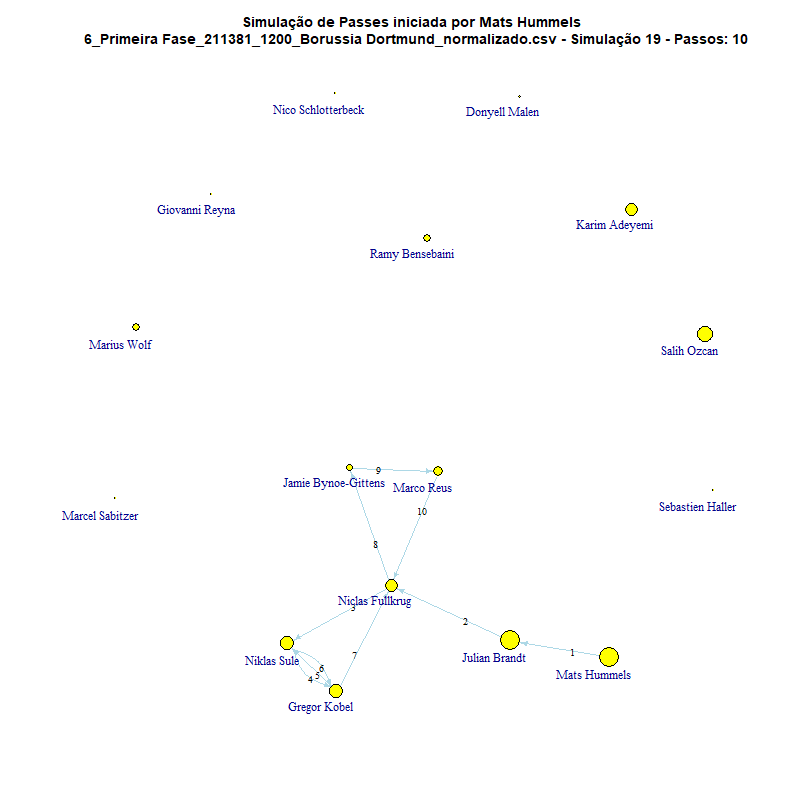 Simulação de Passes iniciada por Mats Hummels
6_Primeira Fase_211381_1200_Borussia Dortmund_normalizado.csv - Simulação 19 - Passos: 10
Nico Schlotterbeck
Donyell Malen
Giovanni Reyna
Karim Adeyemi
Ramy Bensebaini
Marius Wolf
Salih Ozcan
9
Jamie Bynoe-Gittens
Marco Reus
Marcel Sabitzer
Sebastien Haller
10
8
Niclas Fullkrug
3
2
7
1
Niklas Sule
Julian Brandt
Mats Hummels
6
5
4
Gregor Kobel